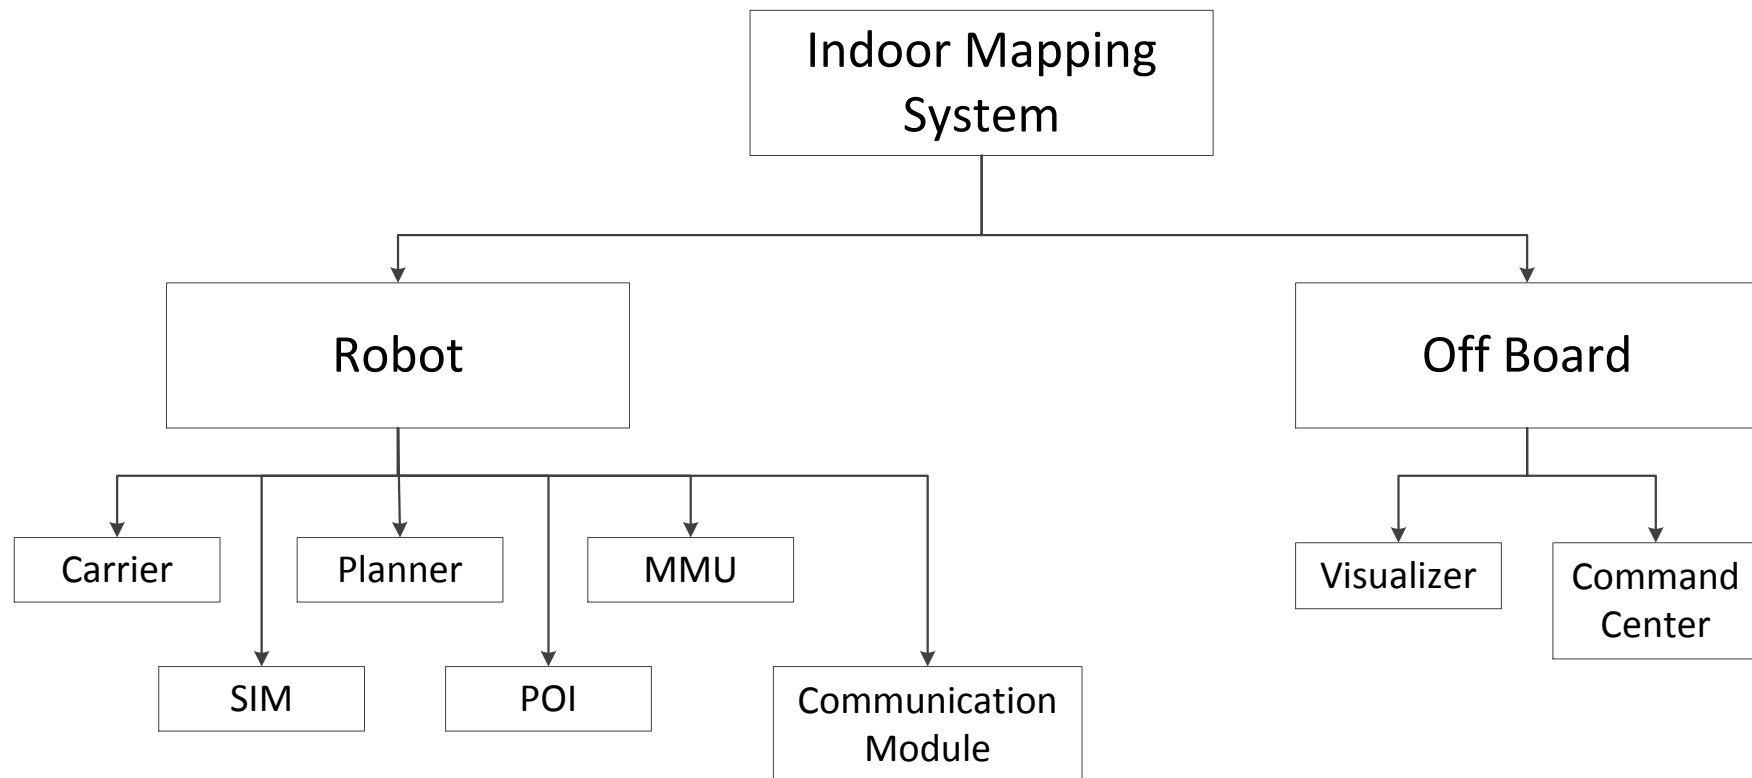 Indoor Mapping
System
Robot
Off Board
Carrier
Planner
MMU
Visualizer
Command
Center
SIM
POI
Communication
Module